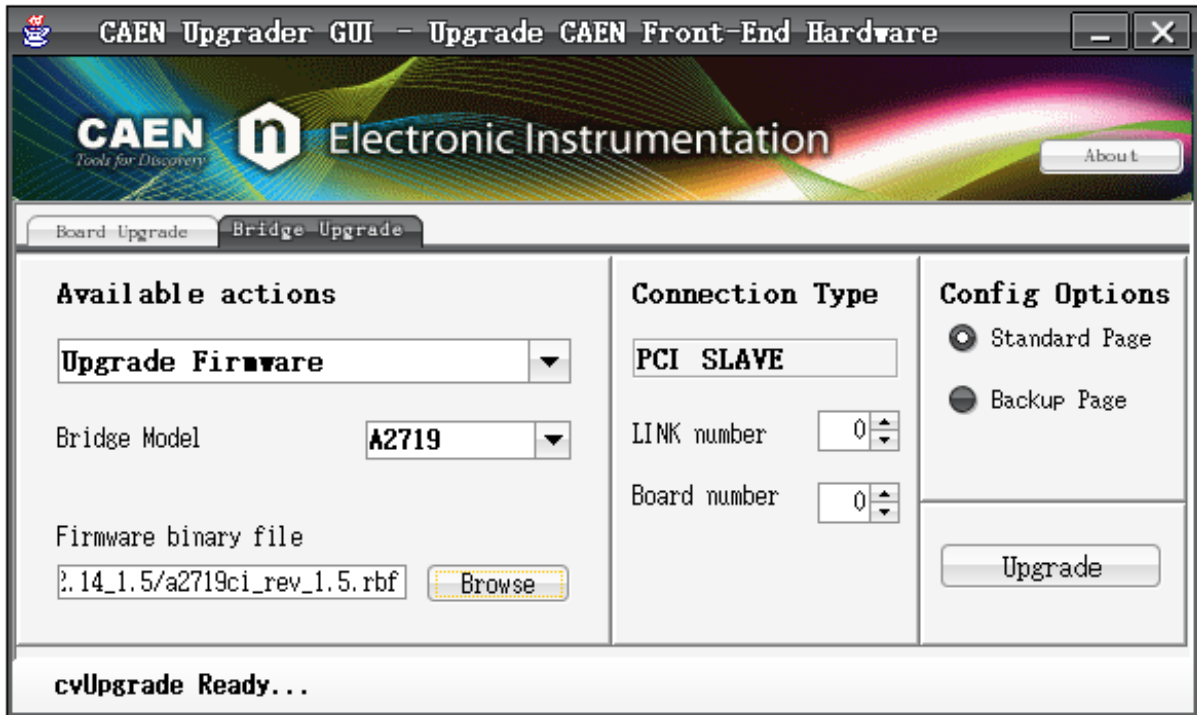 CAEN Upgrader GUI - Upgrade CAEN Front-End Hardware
CAEN n Electronic Instrumentation
Tools for Discovery
About
Board Upgrade
Bridge Upgrade
Available actions
Upgrade Firmware
Bridge Model
A2719
Firmware binary file
2.14_1.5/a2719ci_rev_1.5.rbf
Browse
Connection Type
PCI SLAVE
LINK number
0
Board number
0
Config Options
Standard Page
Backup Page
Upgrade
cvUpgrade Ready...